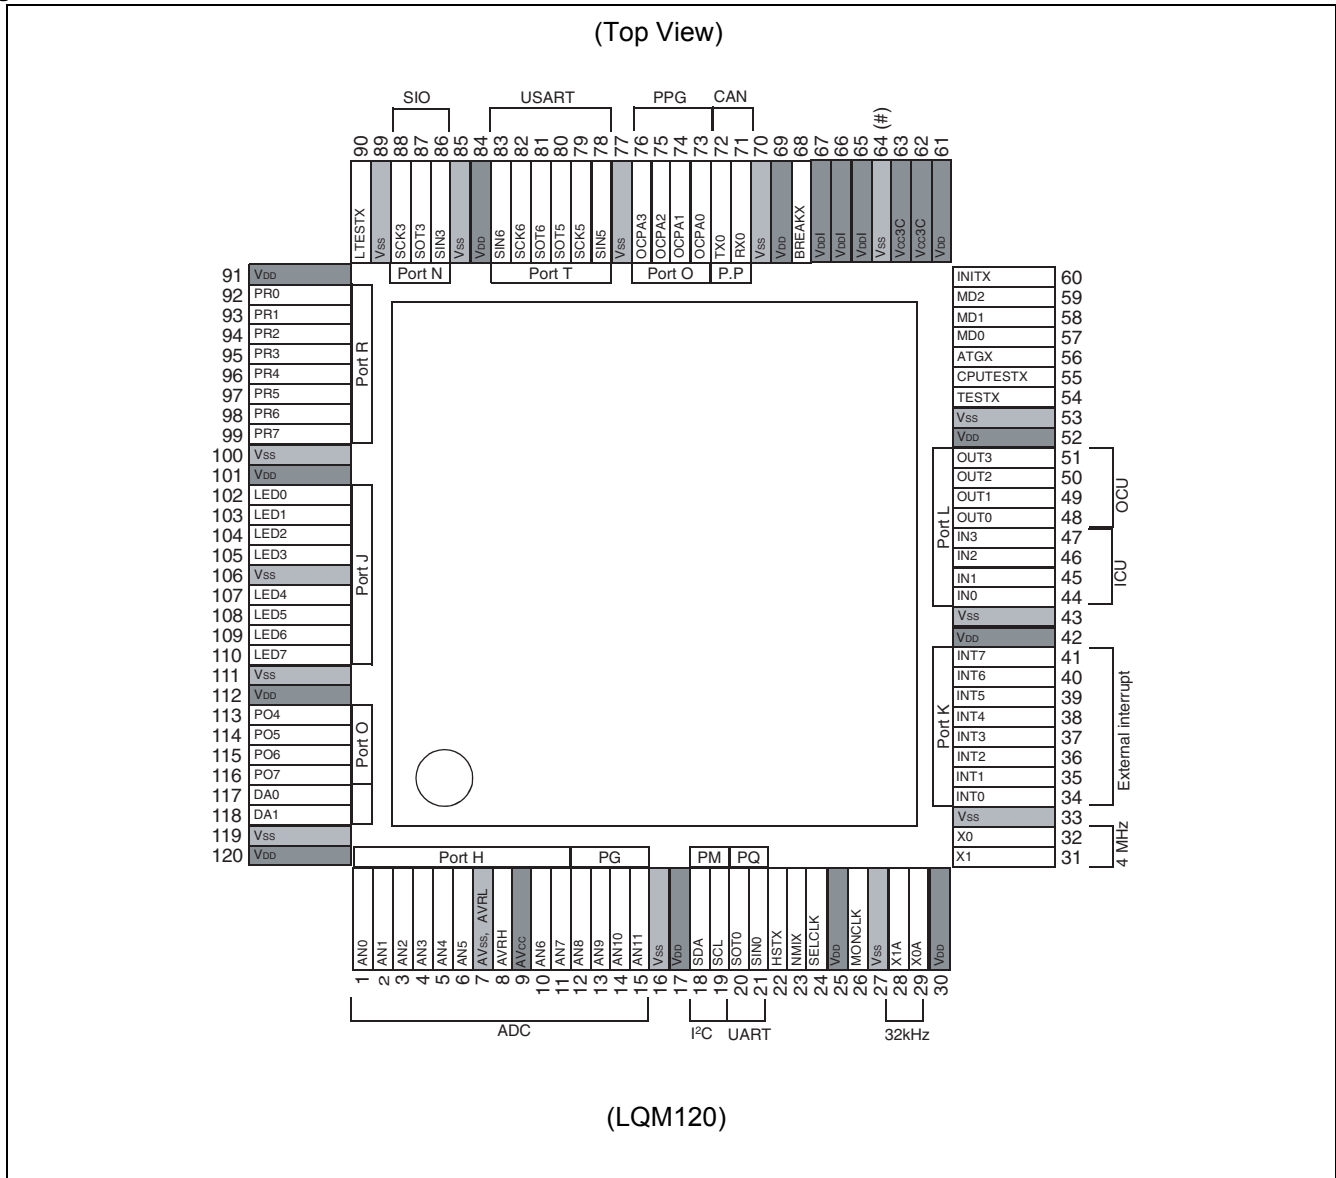 (Top View)
SIO USART PPG CAN
90 89 88 87 86 85 84 83 82 81 80 79 78 77 76 75 74 73 72 71 70 69 68 67 66 65 64 (#) 63 62 61
LTESTX Vss SCK3 SOT3 SIN3 Vss VDD SIN6 SCK6 SOT6 SOT5 SCK5 SIN5 Vss OCPA3 OCPA2 OCPA1 OCPA0 TX0 RX0 Vss VDD BREAKX VDDI VDDI VDDI Vss Vcc3C Vcc3C VDD
Port N Port T Port O P.P
91 VDD
92 PR0
93 PR1
94 PR2
95 PR3
96 PR4
97 PR5
98 PR6
99 PR7
Port R
100 Vss
101 VDD
102 LED0
103 LED1
104 LED2
105 LED3
106 Vss
107 LED4
108 LED5
109 LED6
110 LED7
Port J
111 Vss
112 VDD
113 PO4
114 PO5
115 PO6
116 PO7
Port O
117 DA0
118 DA1
119 Vss
120 VDD
INITX 60
MD2 59
MD1 58
MD0 57
ATGX 56
CPUTESTX 55
TESTX 54
Vss 53
VDD 52
OUT3 51
OUT2 50
OUT1 49
OUT0 48
OCU
IN3 47
IN2 46
IN1 45
IN0 44
ICU
Port L
Vss 43
VDD 42
INT7 41
INT6 40
INT5 39
INT4 38
INT3 37
INT2 36
INT1 35
INT0 34
Port K
External interrupt
Vss 33
X0 32
X1 31
4 MHz
Port H PG PM PQ
AN0 AN1 AN2 AN3 AN4 AN5 AVss, AVRL AVRH AVcc AN6 AN7 AN8 AN9 AN10 AN11 Vss VDD SDA SCL SOT0 SIN0 HSTX NMIX SELCLK VDD MONCLK Vss X1A X0A VDD
1 2 3 4 5 6 7 8 9 10 11 12 13 14 15 16 17 18 19 20 21 22 23 24 25 26 27 28 29 30
ADC I²C UART 32kHz
(LQM120)